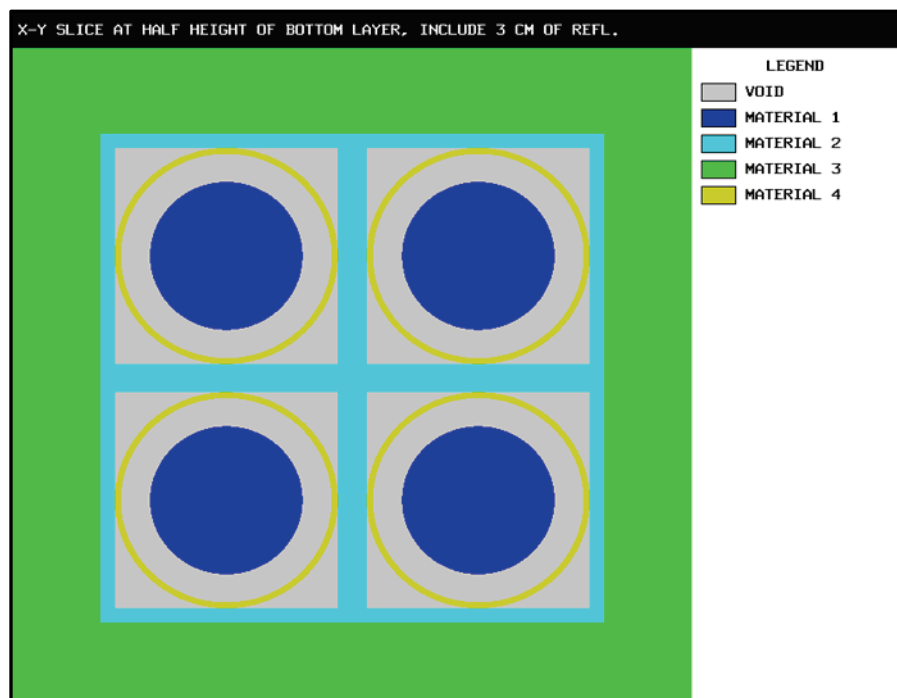 X-Y SLICE AT HALF HEIGHT OF BOTTOM LAYER, INCLUDE 3 CM OF REFL.
LEGEND
VOID
MATERIAL 1
MATERIAL 2
MATERIAL 3
MATERIAL 4